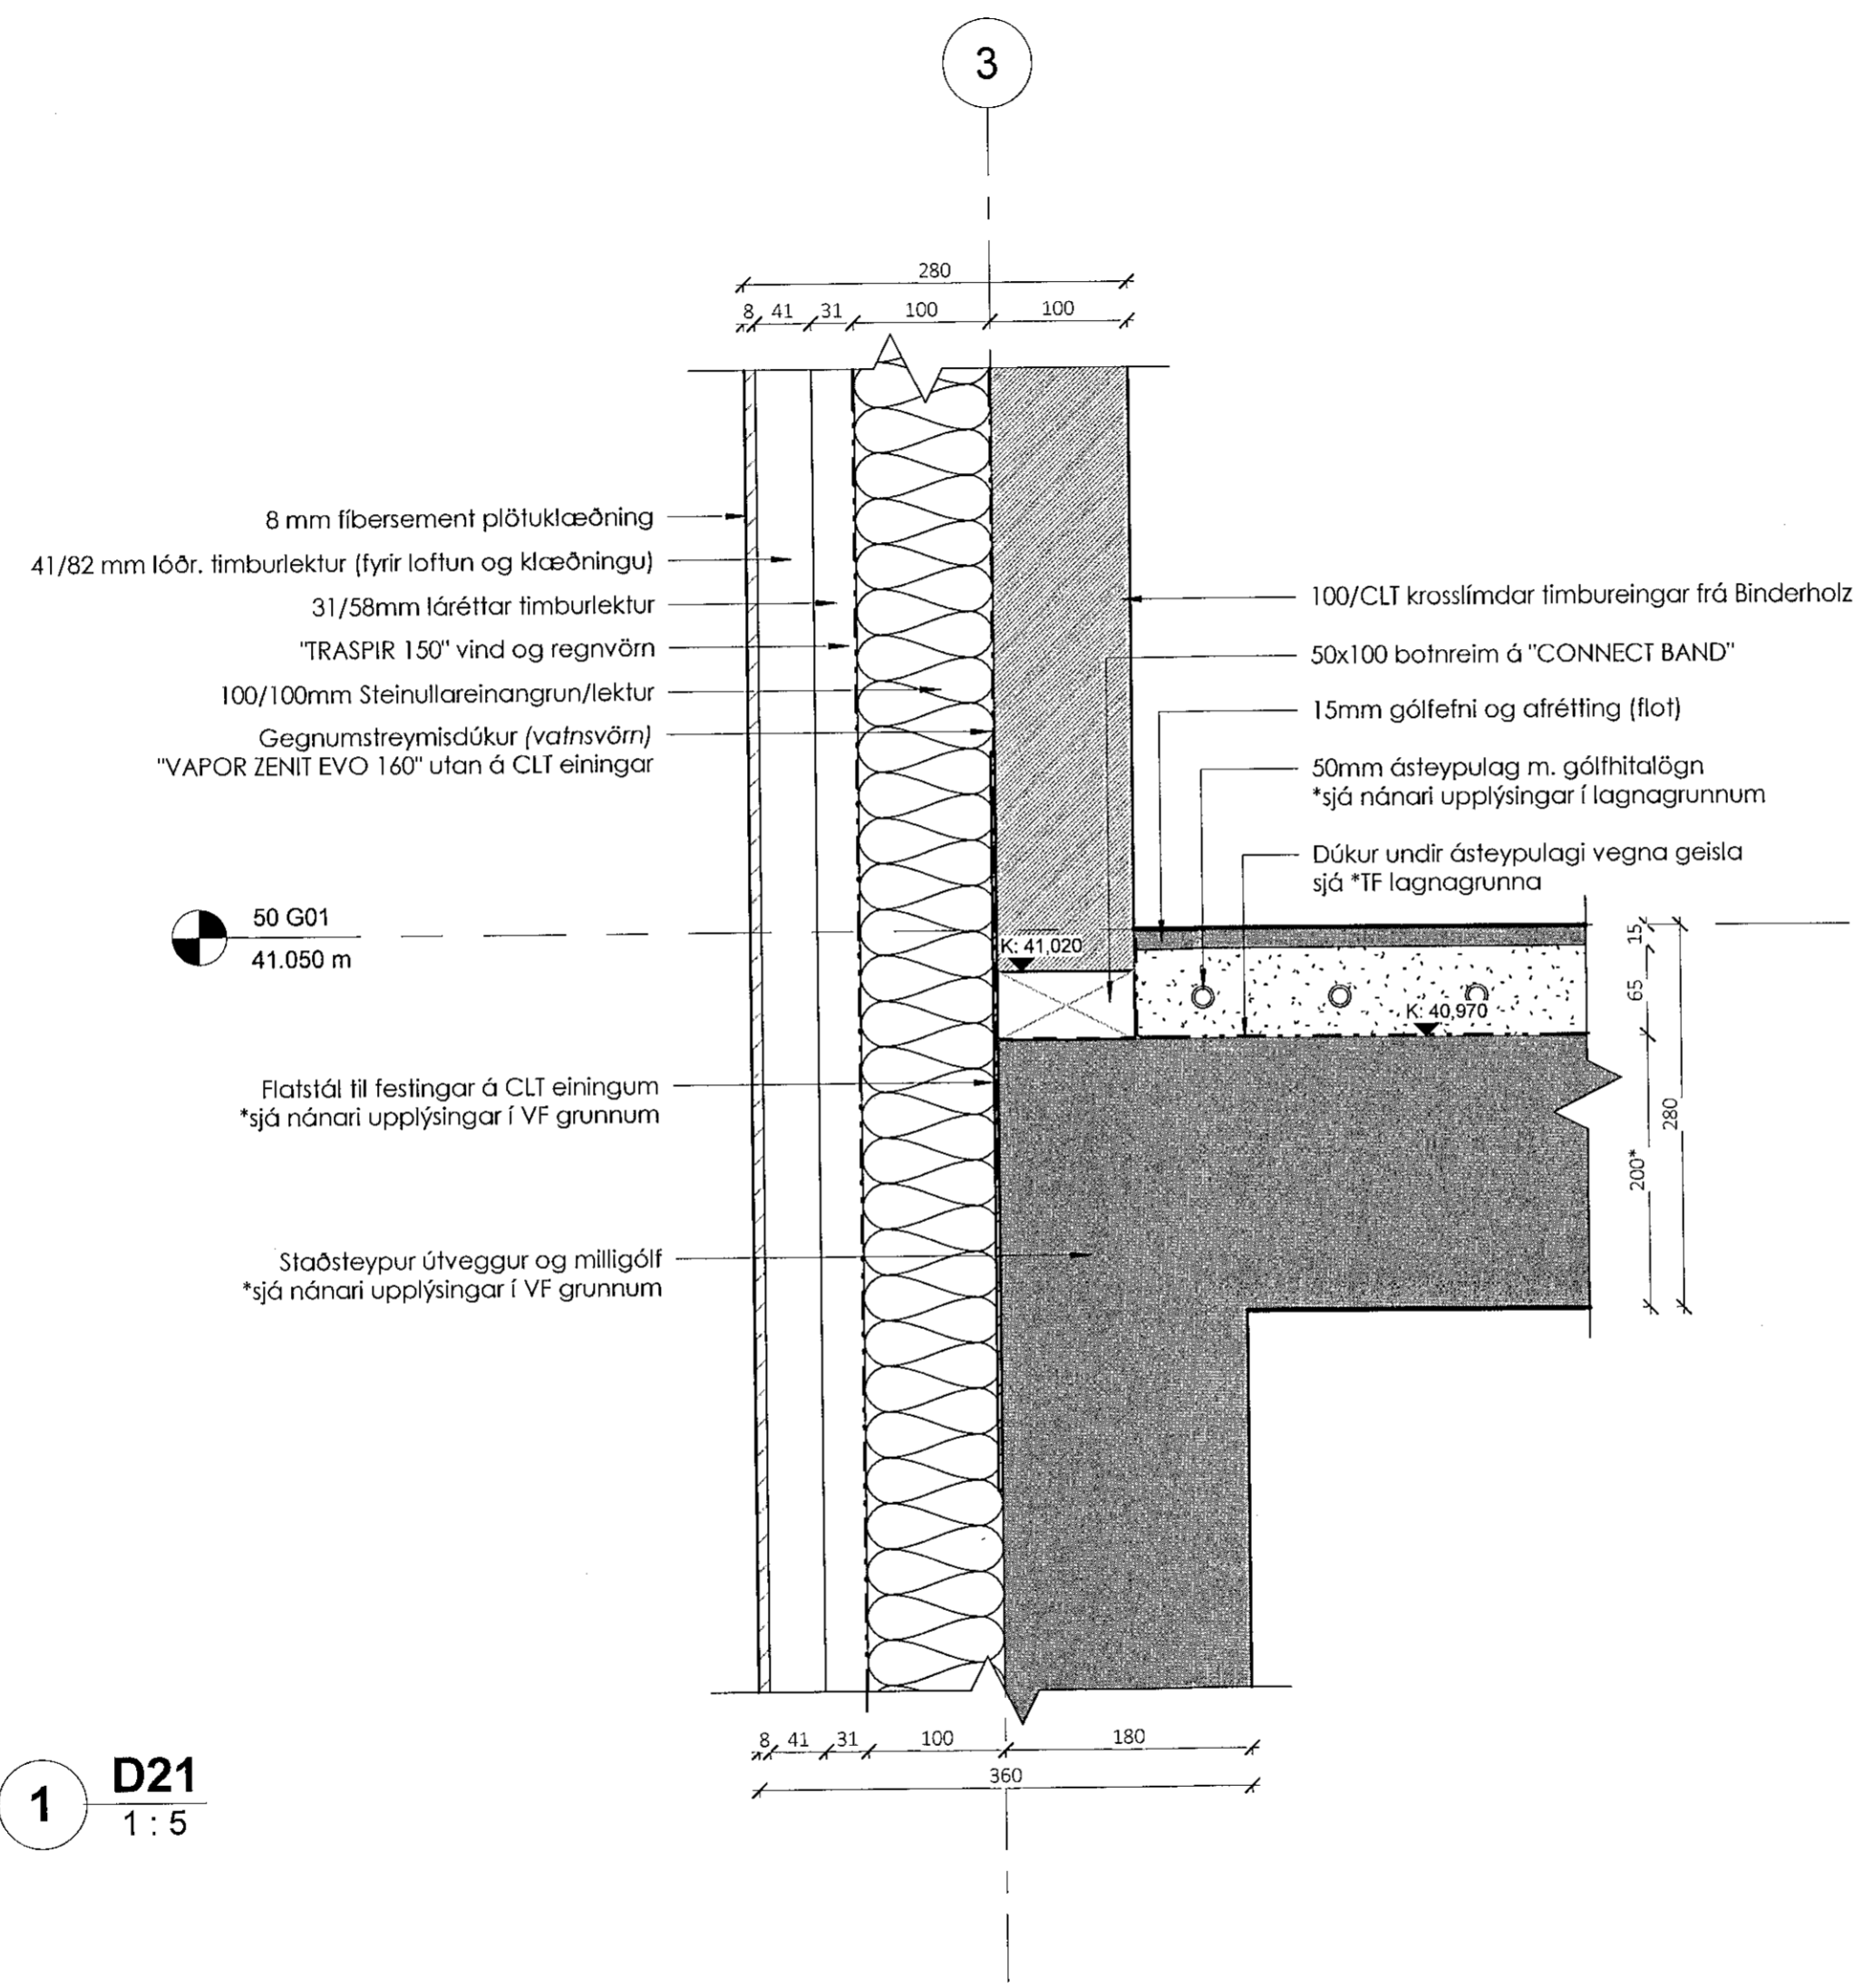 3
280
8 41 31 100 100
8 mm fíbersement plötuklæðning
41/82 mm lóðr. timburlektur (fyrir loftun og klæðningu)
31/58mm láréttar timburlektur
"TRASPIR 150" vind og regnvörn
100/100mm Steinullareinangrun/lektur
Gegnumstreymisdúkur (vatnsvörn)
"VAPOR ZENIT EVO 160" utan á CLT einingar
100/CLT krosslímdar timbureingar frá Binderholz
50x100 botnreim á "CONNECT BAND"
15mm gólfefni og afrétting (flot)
50mm ásteypulag m. gólfhitalögn
*sjá nánari upplýsingar í lagnagrunnum
Dúkur undir ásteypulagi vegna geisla
sjá *TF lagnagrunna
50 G01
41.050 m
K: 41,020
K: 40,970
15
65
200*
280
Flatstál til festingar á CLT einingum
*sjá nánari upplýsingar í VF grunnum
Staðsteypur útveggur og milligólf
*sjá nánari upplýsingar í VF grunnum
8 41 31 100 180
360
1
D21
1 : 5